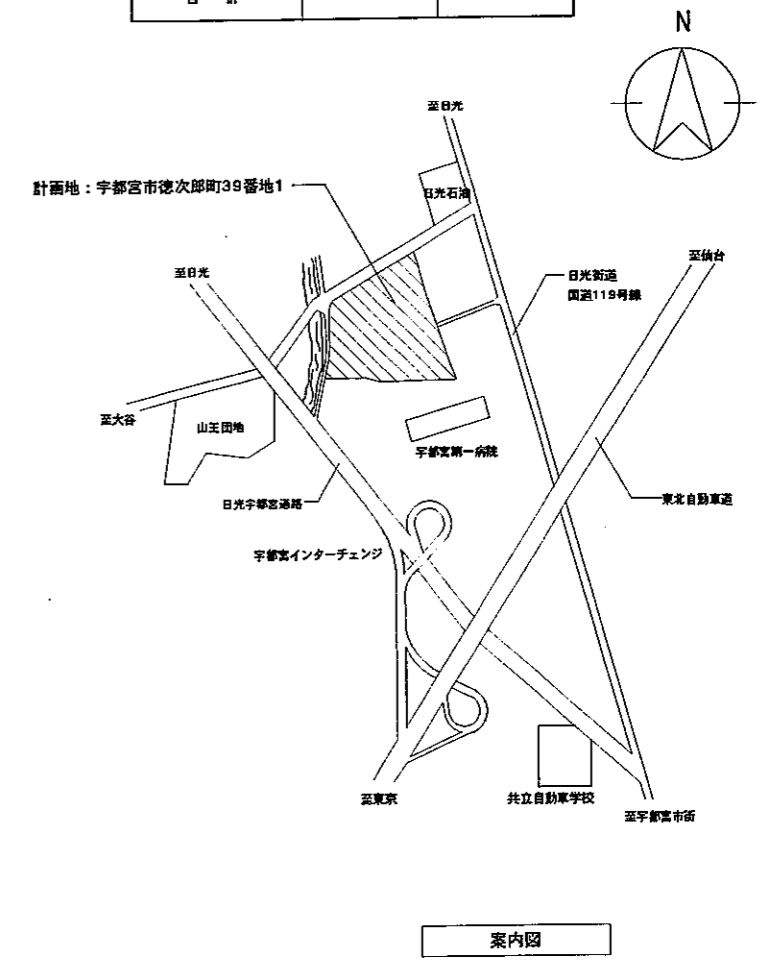 N
至日光
計画地：宇都宮市徳次郎町39番地1
日光石油
至日光
至仙台
日光街道
国道119号線
至大谷
山王団地
宇都宮第一病院
日光宇都宮道路
東北自動車道
宇都宮インターチェンジ
至東京
共立自動車学校
至宇都宮市街
案内図